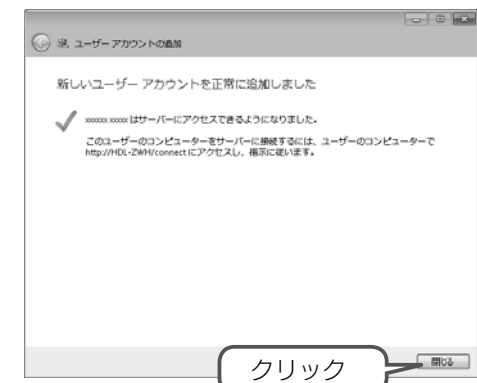 ユーザー アカウントの追加
新しいユーザー アカウントを正常に追加しました
xxxxx xxxx はサーバーにアクセスできるようになりました。
このユーザーのコンピューターをサーバーに接続するには、ユーザーのコンピューターで
http://HDL-ZWH/connect にアクセスし、指示に従います。
閉じる
クリック